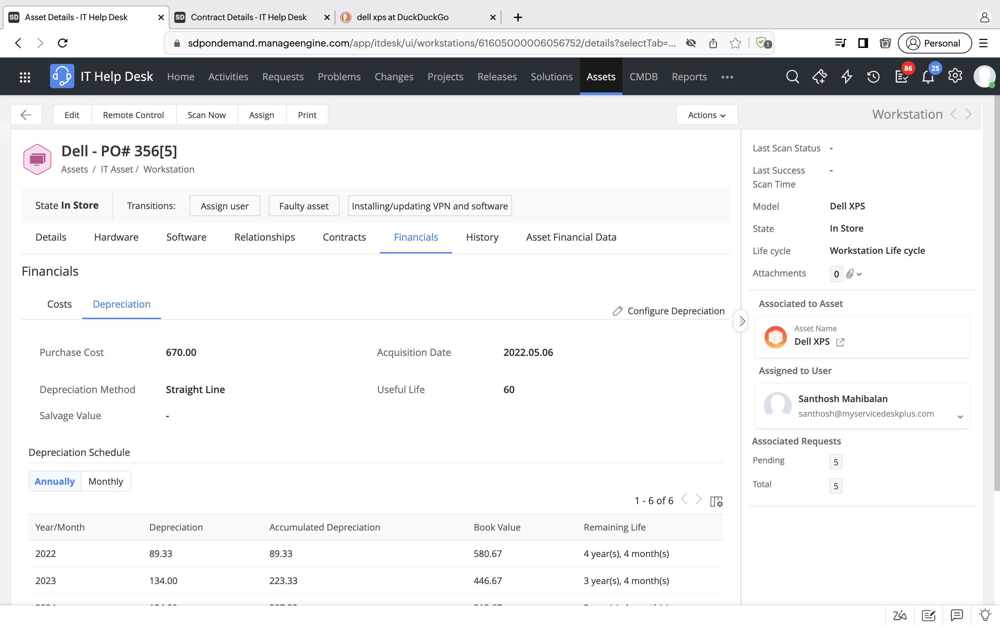 SD Asset Details - IT Help Desk SD Contract Details - IT Help Desk dell xps at DuckDuckGo
sdpondemand.manageengine.com/app/itdesk/ui/workstations/61605000006056752/details?selectTab=... 1 Personal
IT Help Desk Home Activities Requests Problems Changes Projects Releases Solutions Assets CMDB Reports 86 25
Edit Remote Control Scan Now Assign Print Actions Workstation
Dell - PO# 356[5]
Assets / IT Asset / Workstation
State In Store Transitions: Assign user Faulty asset Installing/updating VPN and software
Details Hardware Software Relationships Contracts Financials History Asset Financial Data
Financials
Costs Depreciation Configure Depreciation
Purchase Cost 670.00 Acquisition Date 2022.05.06
Depreciation Method Straight Line Useful Life 60
Salvage Value -
Depreciation Schedule
Annually Monthly
1 - 6 of 6
Year/Month Depreciation Accumulated Depreciation Book Value Remaining Life
2022 89.33 89.33 580.67 4 year(s), 4 month(s)
2023 134.00 223.33 446.67 3 year(s), 4 month(s)
Last Scan Status -
Last Success -
Scan Time
Model Dell XPS
State In Store
Life cycle Workstation Life cycle
Attachments 0
Associated to Asset
Asset Name
Dell XPS
Assigned to User
Santhosh Mahibalan
santhosh@myservicedeskplus.com
Associated Requests
Pending 5
Total 5